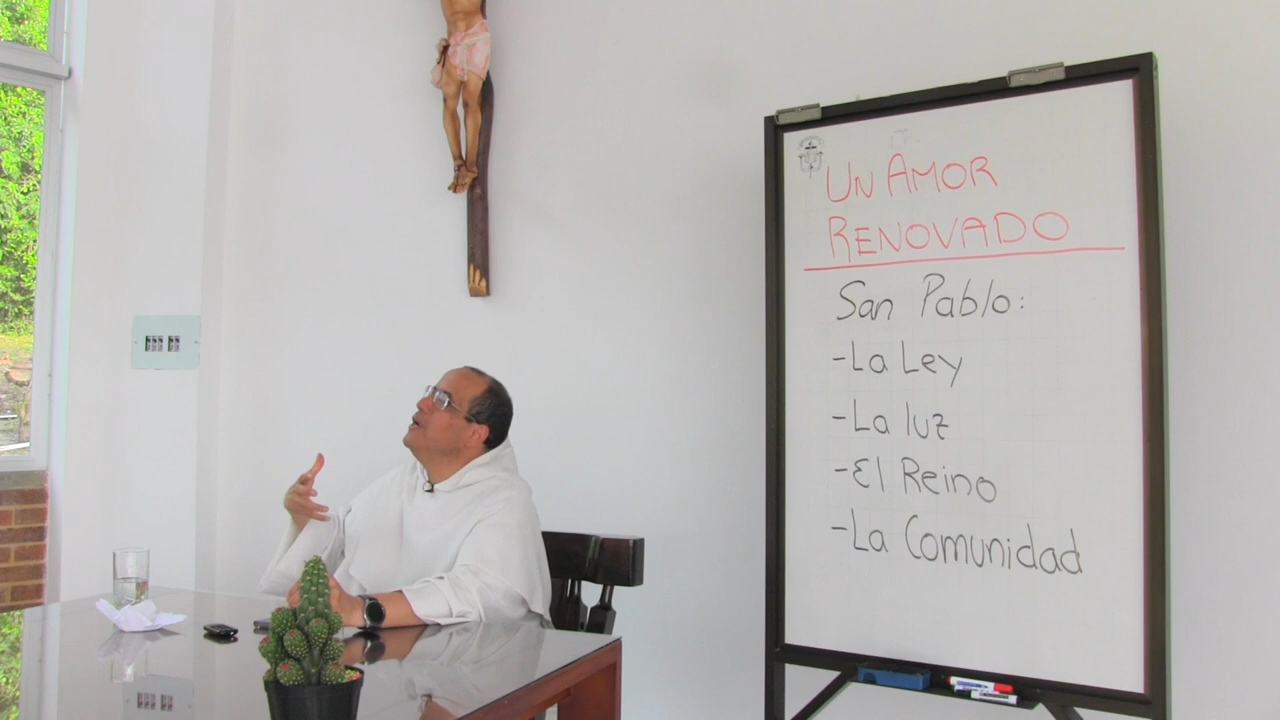 UN AMOR
RENOVADO
San Pablo:
-La Ley
-La luz
-El Reino
-La Comunidad